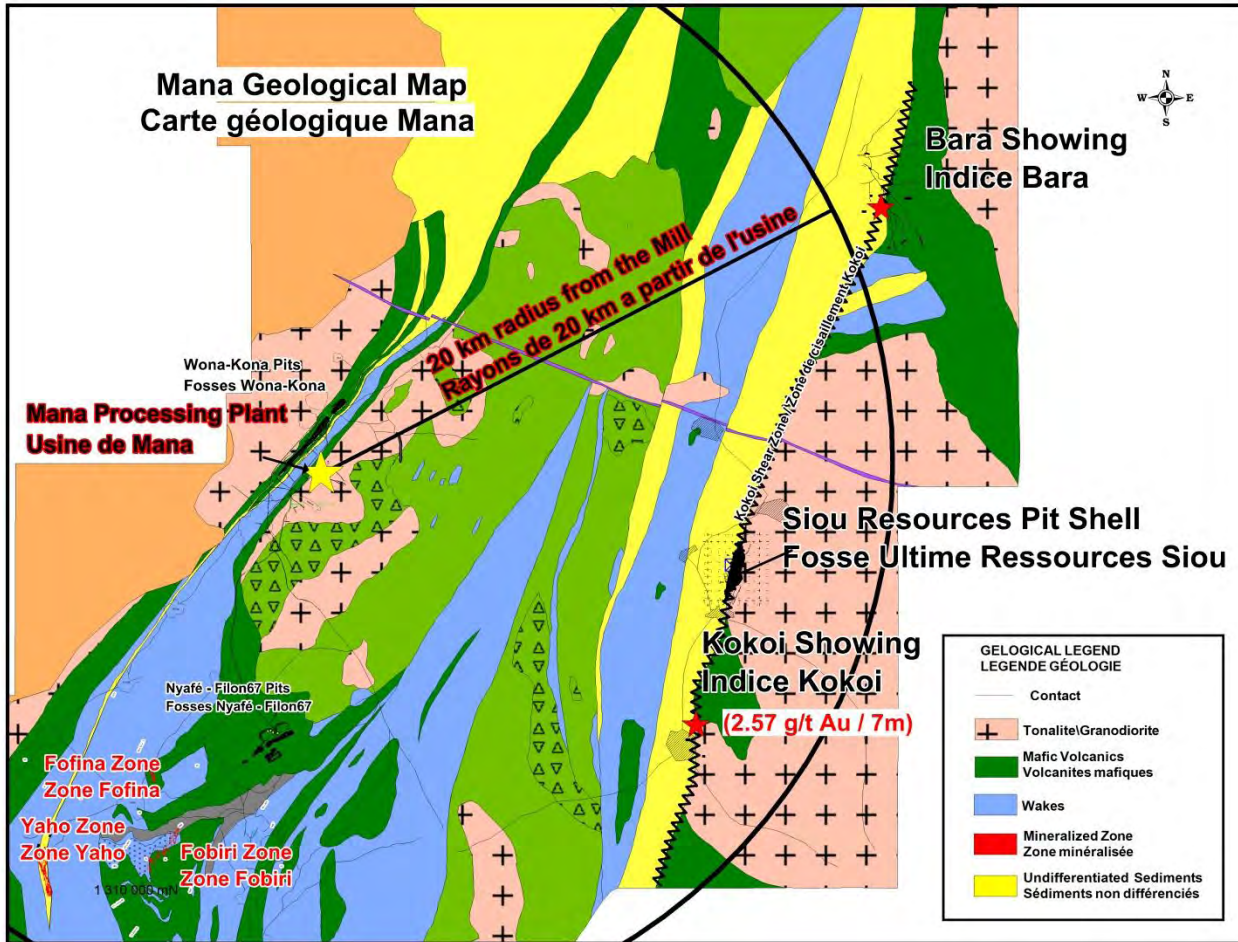 Mana Geological Map
Carte géologique Mana
N
W E
S
Bara Showing
Indice Bara
20 km radius from the Mill
Rayons de 20 km a partir de l'usine
Kokoi Shear Zone \ Zone de cisaillement Kokoi
Wona-Kona Pits
Fosses Wona-Kona
Mana Processing Plant
Usine de Mana
Siou Resources Pit Shell
Fosse Ultime Ressources Siou
Kokoi Showing
Indice Kokoi
(2.57 g/t Au / 7m)
Nyafé - Filon67 Pits
Fosses Nyafé - Filon67
Fofina Zone
Zone Fofina
Yaho Zone
Zone Yaho
Fobiri Zone
Zone Fobiri
1 310 000 mN
GELOGICAL LEGEND
LEGENDE GÉOLOGIE
Contact
Tonalite\Granodiorite
Mafic Volcanics
Volcanites mafiques
Wakes
Mineralized Zone
Zone minéralisée
Undifferentiated Sediments
Sédiments non différenciés